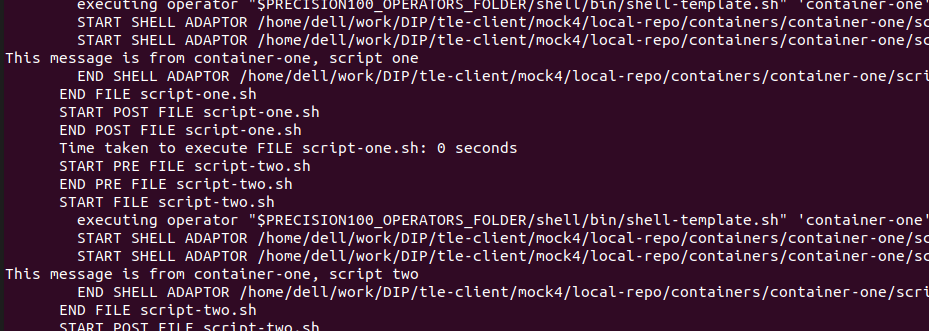 executing operator "$PRECISION100_OPERATORS_FOLDER/shell/bin/shell-template.sh" 'container-one'
START SHELL ADAPTOR /home/dell/work/DIP/tle-client/mock4/local-repo/containers/container-one/sc
START SHELL ADAPTOR /home/dell/work/DIP/tle-client/mock4/local-repo/containers/container-one/sc
This message is from container-one, script one
END SHELL ADAPTOR /home/dell/work/DIP/tle-client/mock4/local-repo/containers/container-one/scri
END FILE script-one.sh
START POST FILE script-one.sh
END POST FILE script-one.sh
Time taken to execute FILE script-one.sh: 0 seconds
START PRE FILE script-two.sh
END PRE FILE script-two.sh
START FILE script-two.sh
executing operator "$PRECISION100_OPERATORS_FOLDER/shell/bin/shell-template.sh" 'container-one'
START SHELL ADAPTOR /home/dell/work/DIP/tle-client/mock4/local-repo/containers/container-one/sc
START SHELL ADAPTOR /home/dell/work/DIP/tle-client/mock4/local-repo/containers/container-one/sc
This message is from container-one, script two
END SHELL ADAPTOR /home/dell/work/DIP/tle-client/mock4/local-repo/containers/container-one/scri
END FILE script-two.sh
START POST FILE script-two.sh